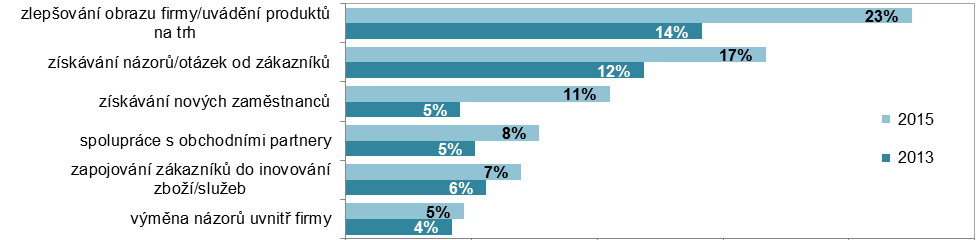 zlepšování obrazu firmy/uvádění produktů
na trh
23%
14%
získávání názorů/otázek od zákazníků
17%
12%
získávání nových zaměstnanců
11%
5%
spolupráce s obchodními partnery
8%
5%
zapojování zákazníků do inovování
zboží/služeb
7%
6%
výměna názorů uvnitř firmy
5%
4%
2015
2013